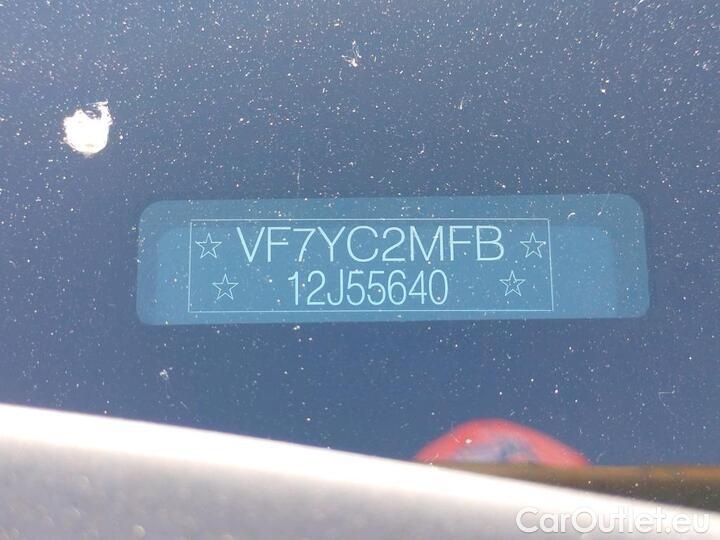 ☆ VF7YC2MFB ☆
☆ 12J55640 ☆
CarOutlet.eu